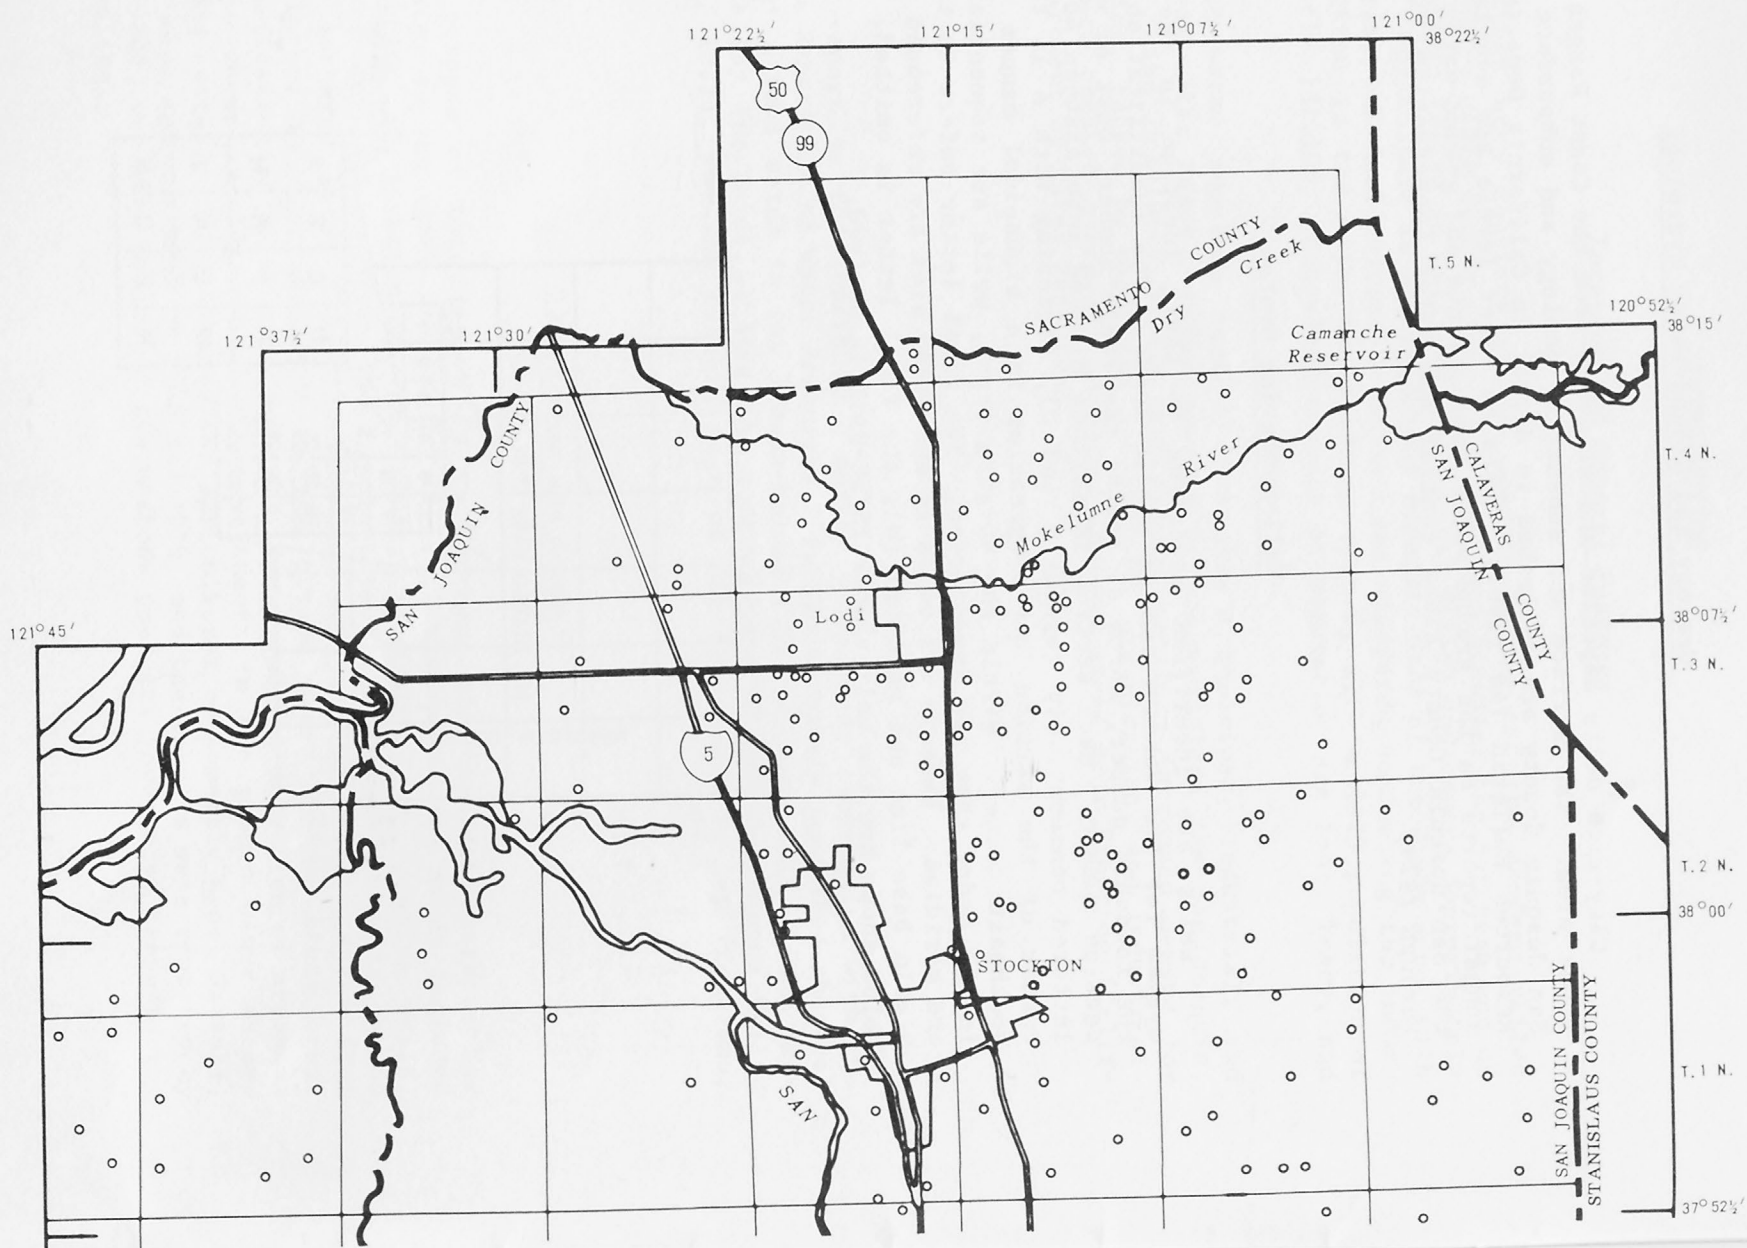 121°22½′
121°15′
121°07½′
121°00′
38°22½′
50
99
COUNTY
Creek
T.5 N.
SACRAMENTO
Dry
120°52½′
38°15′
121°37½′
121°30′
Camanche
Reservoir
COUNTY
River
CALAVERAS
SAN JOAQUIN
T.4 N.
Mokelumne
JOAQUIN
SAN
Lodi
COUNTY
COUNTY
38°07½′
121°45′
T.3 N.
5
T.2 N.
38°00′
STOCKTON
SAN JOAQUIN COUNTY
STANISLAUS COUNTY
T.1 N.
SAN
37°52½′